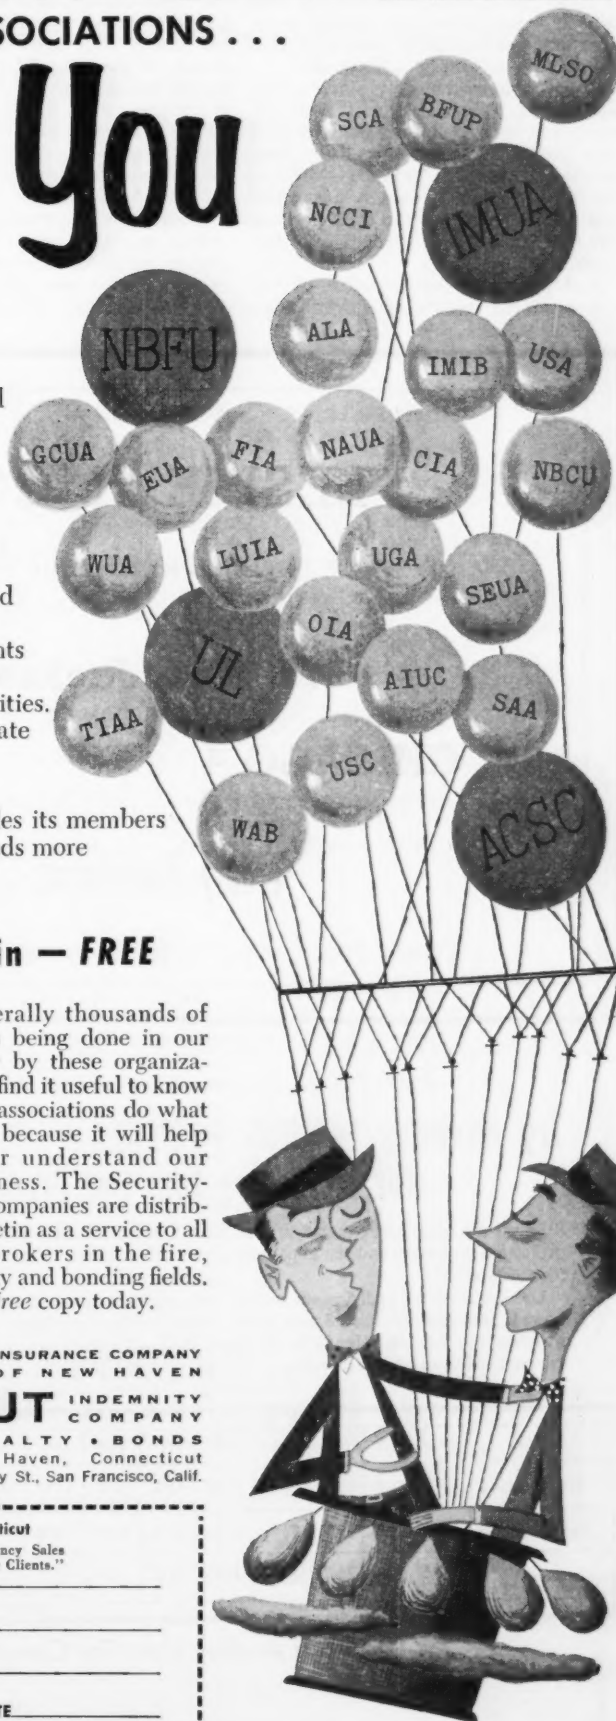 SOCIATIONS . . .
You
MLSO
SCA
BFUP
NCCI
IMUA
ALA
NBFU
IMIB
USA
GCUA
EUA
FIA
NAUA
CIA
NBCU
WUA
LUIA
UGA
SEUA
OIA
UL
AIUC
SAA
TIAA
USC
WAB
ACSC
ities.
in — FREE
erally thousands of
being done in our
by these organiza-
find it useful to know
associations do what
because it will help
r understand our
ness. The Security-
ompanies are distrib-
etin as a service to all
rokers in the fire,
y and bonding fields.
ree copy today.
NSURANCE COMPANY
OF NEW HAVEN
UT INDEMNITY
COMPANY
ALTY • BONDS
Haven, Connecticut
y St., San Francisco, Calif.
ticut
ncy Sales
Clients."
TE
es its members
ds more